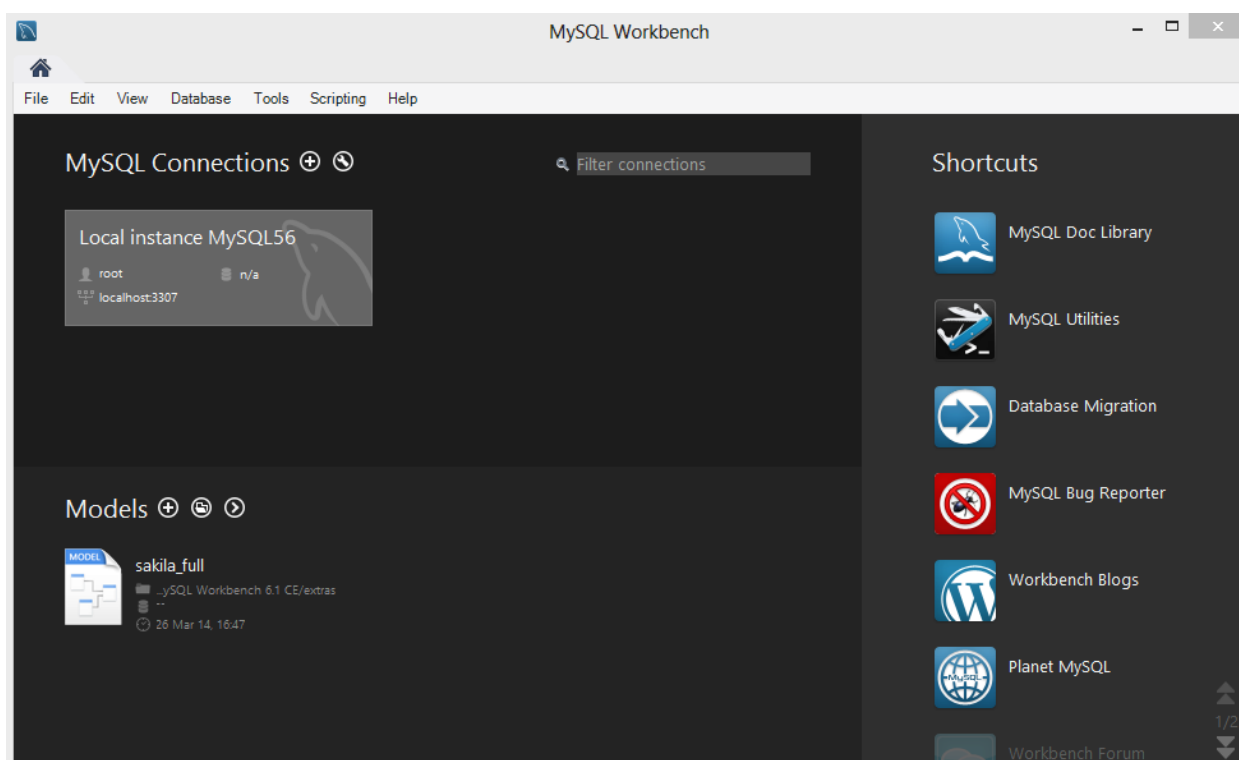 MySQL Workbench
File Edit View Database Tools Scripting Help
MySQL Connections
Filter connections
Local instance MySQL56
root n/a
localhost:3307
Models
MODEL
sakila_full
..ySQL Workbench 6.1 CE/extras
--
26 Mar 14, 16:47
Shortcuts
MySQL Doc Library
MySQL Utilities
Database Migration
MySQL Bug Reporter
Workbench Blogs
MySQL
Planet MySQL
1/2
Workbench Forum